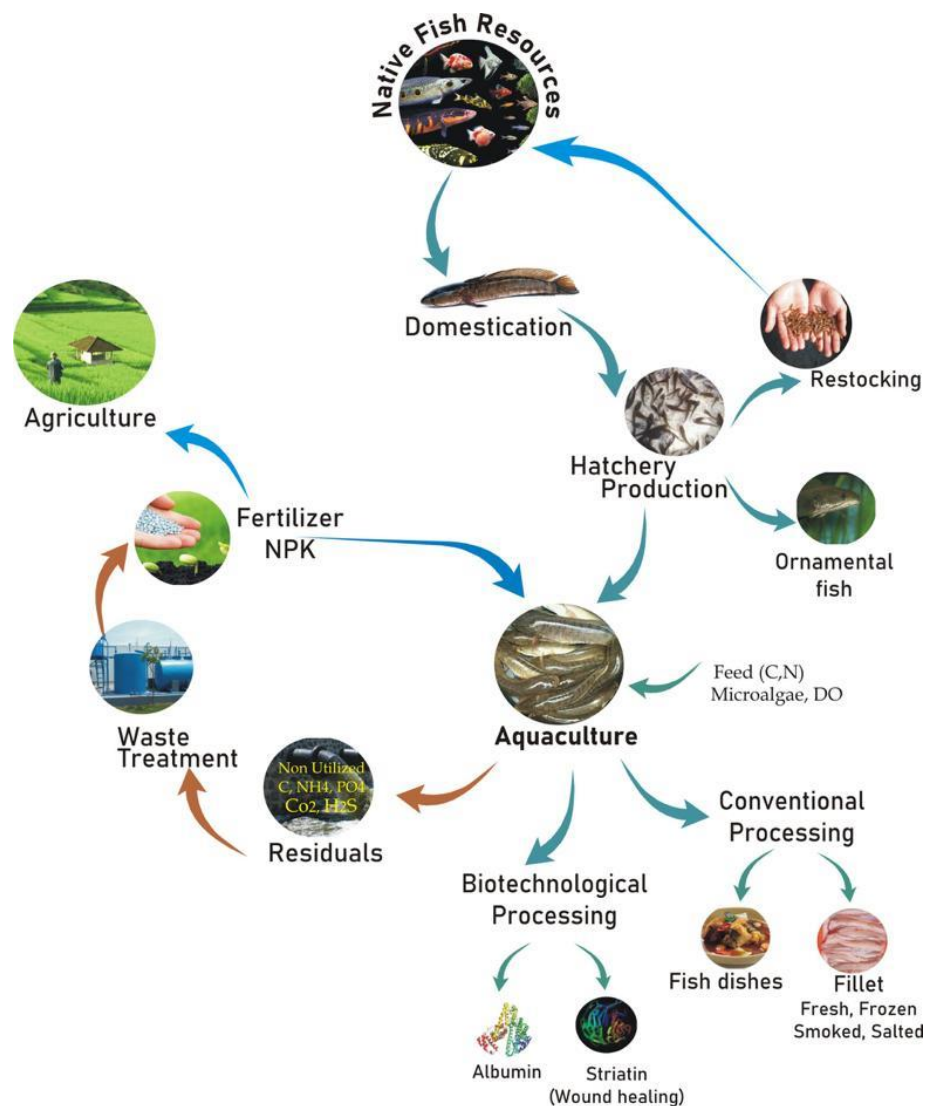 Native Fish Resources
Domestication
Restocking
Agriculture
Hatchery
Production
Fertilizer
NPK
Ornamental
fish
Feed (C,N)
Microalgae, DO
Aquaculture
Waste
Treatment
Non Utilized
C, NH4, PO4
Co2, H2S
Residuals
Conventional
Processing
Biotechnological
Processing
Fish dishes
Fillet
Fresh, Frozen
Smoked, Salted
Albumin
Striatin
(Wound healing)